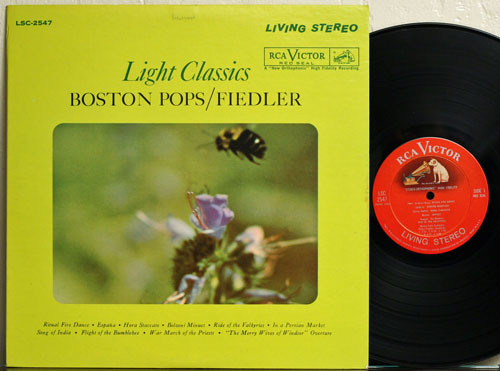 LSC-2547
LIVING STEREO
RCA VICTOR
RED SEAL
A "New Orthophonic" High Fidelity Recording
Light Classics
BOSTON POPS/FIEDLER
Ritual Fire Dance • España • Hora Staccato • Bolzoni Minuet • Ride of the Valkyries • In a Persian Market
Song of India • Flight of the Bumblebee • War March of the Priests • "The Merry Wives of Windsor" Overture
RCA VICTOR
LSC
2547
SIDE 1
LIVING STEREO